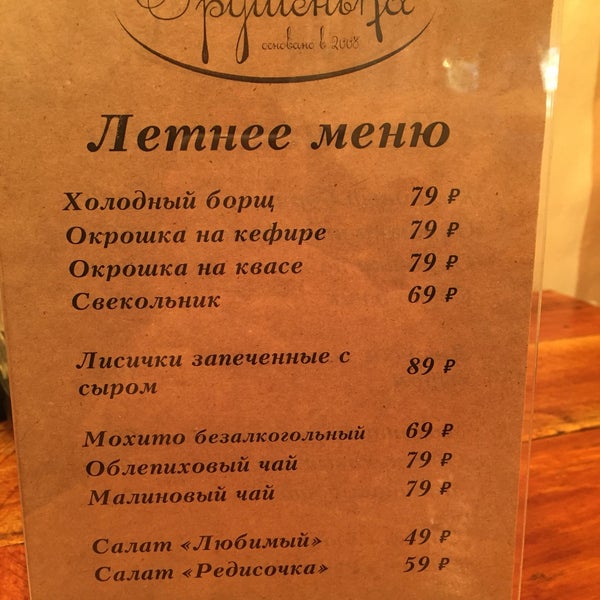 Грушенька
основано в 2008
Летнее меню
Холодный борщ 79 ₽
Окрошка на кефире 79 ₽
Окрошка на квасе 79 ₽
Свекольник 69 ₽
Лисички запеченные с сыром 89 ₽
Мохито безалкогольный 69 ₽
Облепиховый чай 79 ₽
Малиновый чай 79 ₽
Салат «Любимый» 49 ₽
Салат «Редисочка» 59 ₽